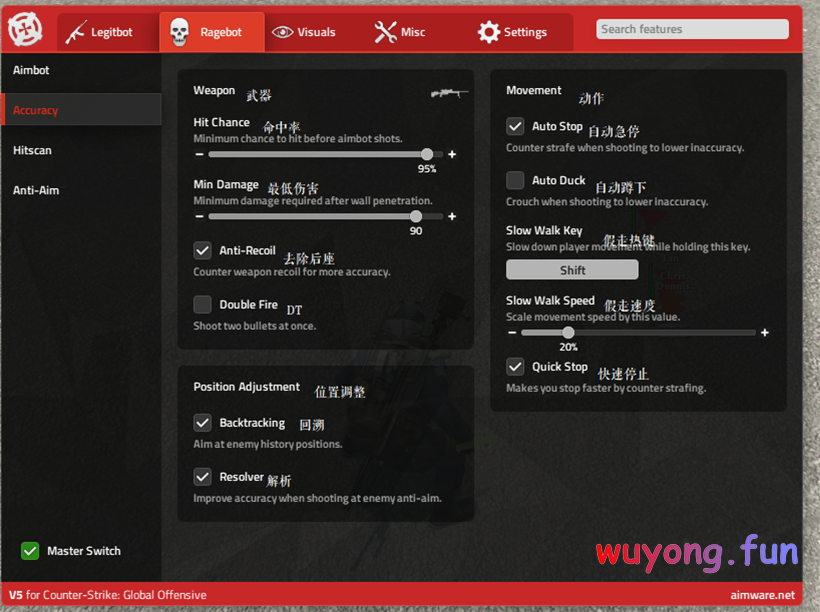 Legitbot
Ragebot
Visuals
Misc
Settings
Search features
Aimbot
Accuracy
Hitscan
Anti-Aim
Master Switch
Weapon 武器
Hit Chance 命中率
Minimum chance to hit before aimbot shots.
95%
Min Damage 最低伤害
Minimum damage required after wall penetration.
90
Anti-Recoil 去除后座
Counter weapon recoil for more accuracy.
Double Fire DT
Shoot two bullets at once.
Position Adjustment 位置调整
Backtracking 回溯
Aim at enemy history positions.
Resolver 解析
Improve accuracy when shooting at enemy anti-aim.
Movement 动作
Auto Stop 自动急停
Counter strafe when shooting to lower inaccuracy.
Auto Duck 自动蹲下
Crouch when shooting to lower inaccuracy.
Slow Walk Key 假走热键
Slow down player movement while holding this key.
Shift
Slow Walk Speed 假走速度
Scale movement speed by this value.
20%
Quick Stop 快速停止
Makes you stop faster by counter strafing.
wuyong.fun
V5 for Counter-Strike: Global Offensive
aimware.net